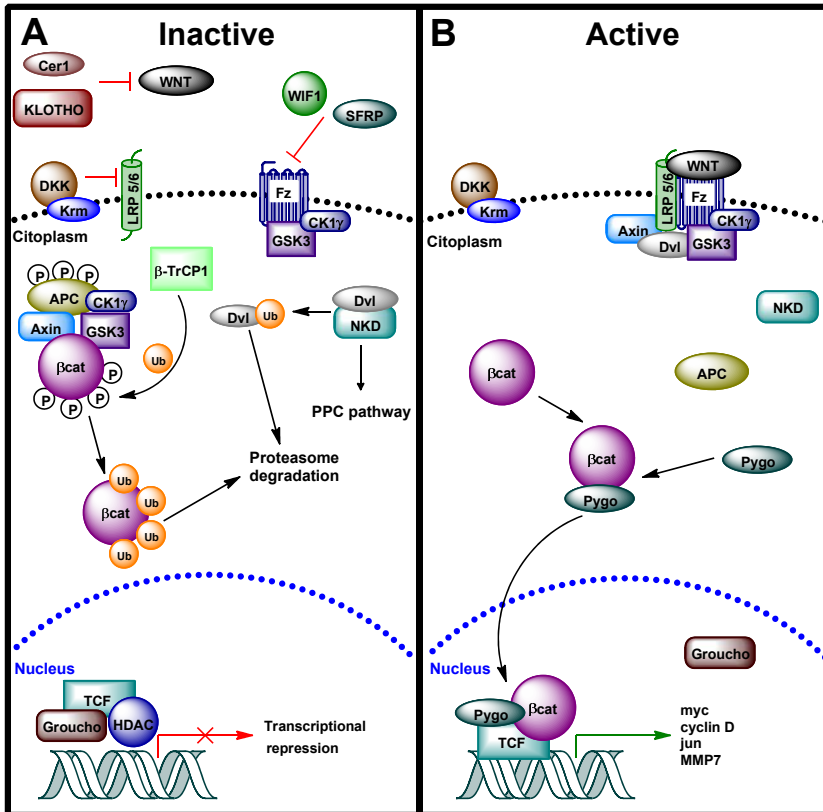 A
Inactive
Cer1
WNT
KLOTHO
WIF1
SFRP
DKK
Krm
LRP 5/6
Fz
CK1γ
GSK3
Citoplasm
β-TrCP1
P
P
P
APC
CK1γ
Axin
GSK3
βcat
P
P
P
P
Ub
Dvl
Ub
Dvl
NKD
PPC pathway
Proteasome
degradation
Ub
Ub
βcat
Ub
Ub
Nucleus
TCF
Groucho
HDAC
Transcriptional
repression
B
Active
DKK
Krm
Citoplasm
LRP 5/6
WNT
Fz
CK1γ
Axin
Dvl
GSK3
NKD
βcat
APC
βcat
Pygo
Pygo
Groucho
Nucleus
Pygo
βcat
TCF
myc
cyclin D
jun
MMP7